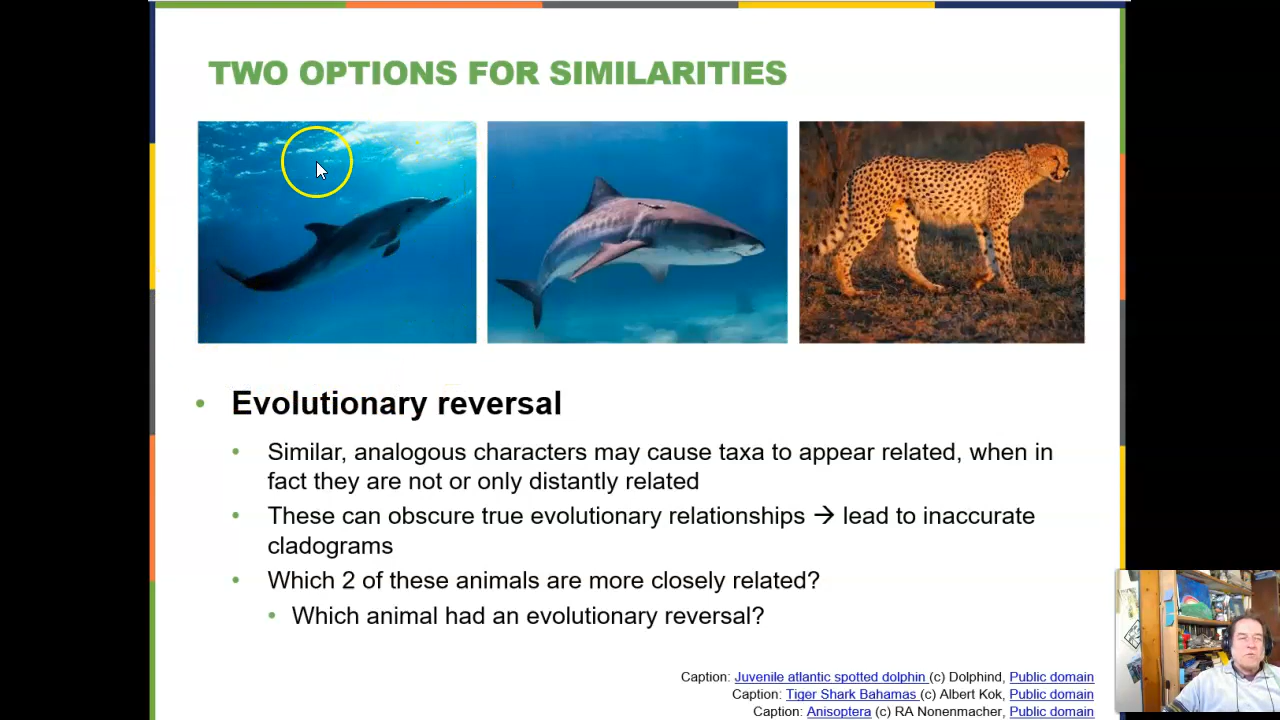 TWO OPTIONS FOR SIMILARITIES
• Evolutionary reversal
• Similar, analogous characters may cause taxa to appear related, when in
fact they are not or only distantly related
• These can obscure true evolutionary relationships → lead to inaccurate
cladograms
• Which 2 of these animals are more closely related?
• Which animal had an evolutionary reversal?
Caption: Juvenile atlantic spotted dolphin (c) Dolphind, Public domain
Caption: Tiger Shark Bahamas (c) Albert Kok, Public domain
Caption: Anisoptera (c) RA Nonenmacher, Public domain